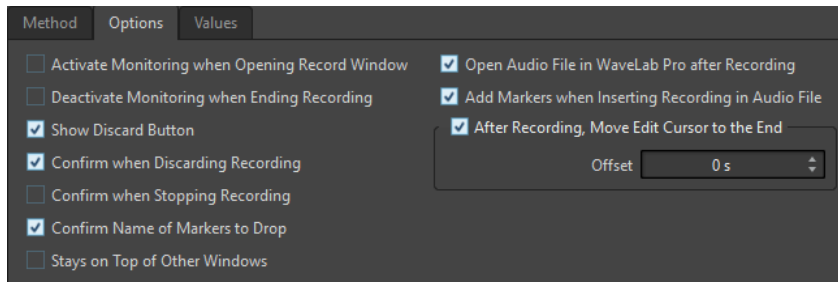 Method Options Values
Activate Monitoring when Opening Record Window
Deactivate Monitoring when Ending Recording
Show Discard Button
Confirm when Discarding Recording
Confirm when Stopping Recording
Confirm Name of Markers to Drop
Stays on Top of Other Windows
Open Audio File in WaveLab Pro after Recording
Add Markers when Inserting Recording in Audio File
After Recording, Move Edit Cursor to the End
Offset 0 s